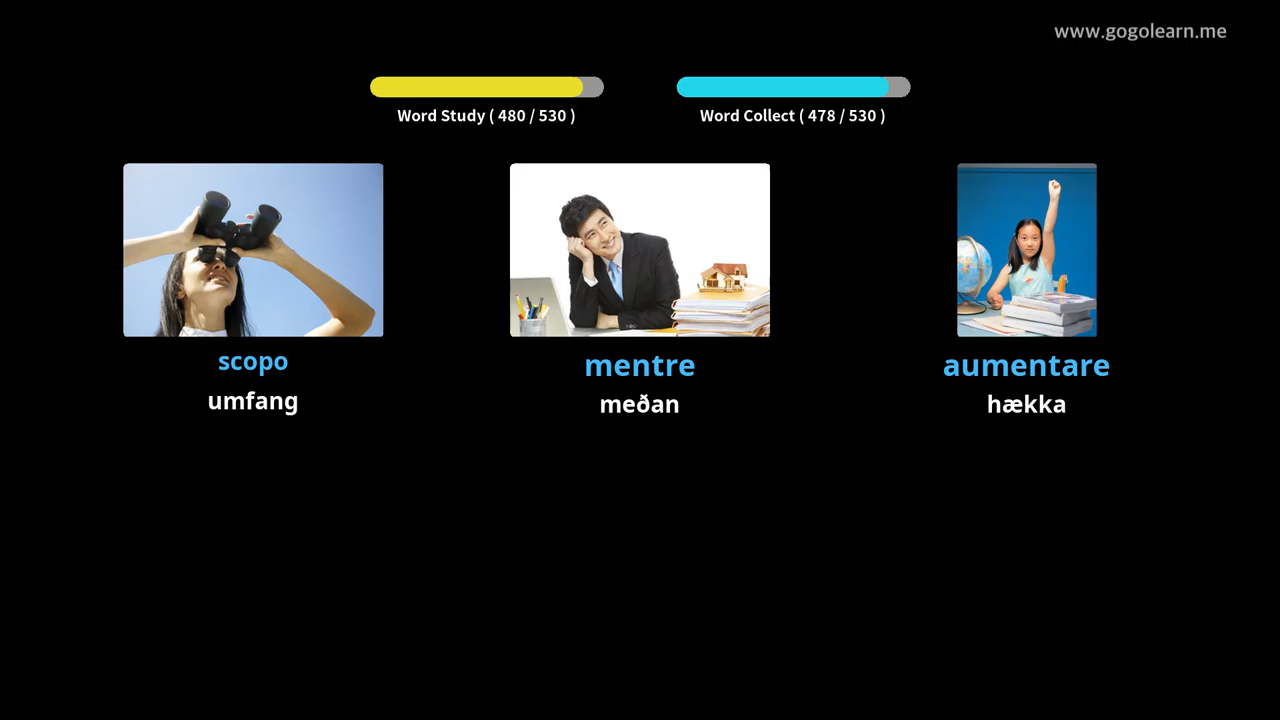 www.gogolearn.me
Word Study ( 480 / 530 )
Word Collect ( 478 / 530 )
scopo
umfang
mentre
meðan
aumentare
hækka